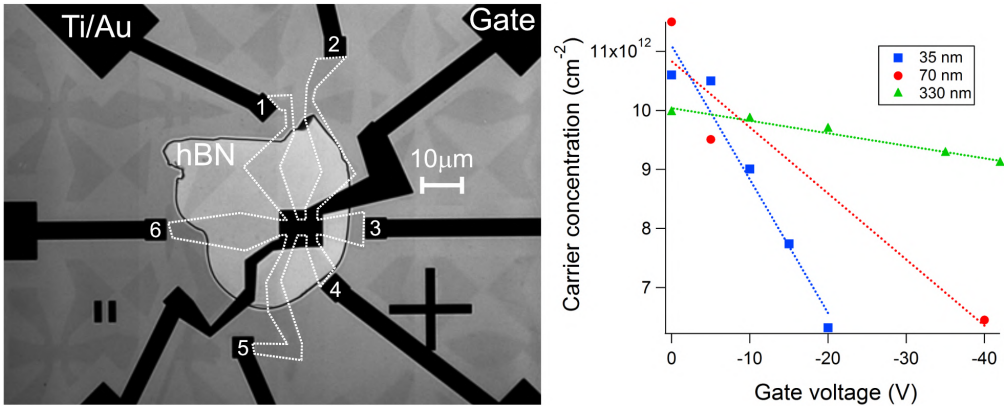 Ti/Au
Gate
2
1
hBN
10µm
6
3
4
5
Carrier concentration (cm⁻²)
11x10¹²
10
9
8
7
35 nm
70 nm
330 nm
0
-10
-20
-30
-40
Gate voltage (V)